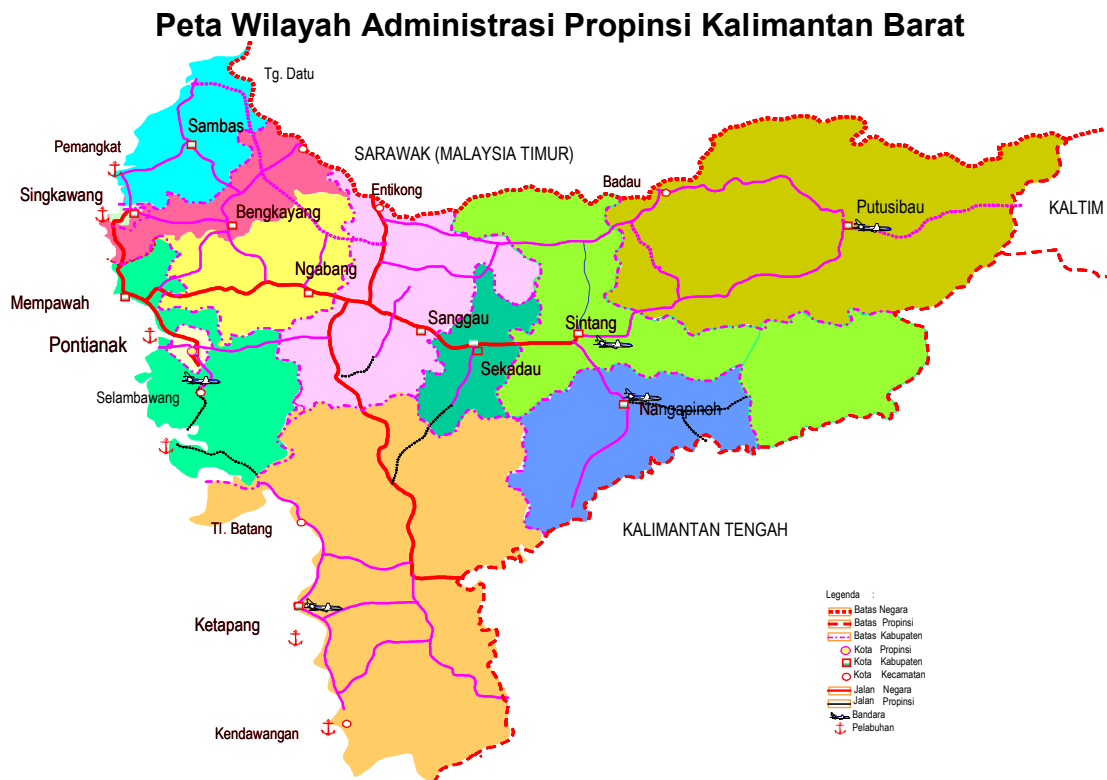 Peta Wilayah Administrasi Propinsi Kalimantan Barat
Tg. Datu
Sambas
Pemangkat
SARAWAK (MALAYSIA TIMUR)
Singkawang
Entikong
Badau
Bengkayang
Putusibau
KALTIM
Ngabang
Mempawah
Sanggau
Sintang
Pontianak
Sekadau
Selambawang
Nangapinoh
Tl. Batang
KALIMANTAN TENGAH
Ketapang
Kendawangan
Legenda :
Batas Negara
Batas Propinsi
Batas Kabupaten
Kota Propinsi
Kota Kabupaten
Kota Kecamatan
Jalan Negara
Jalan Propinsi
Bandara
Pelabuhan